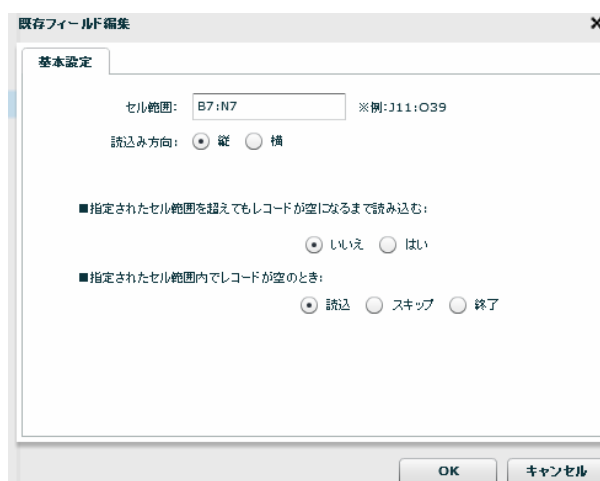 既存フィールド編集
基本設定
セル範囲: B7:N7 ※例:J11:O39
読込み方向: 縦 横
■指定されたセル範囲を超えてもレコードが空になるまで読み込む:
いいえ はい
■指定されたセル範囲内でレコードが空のとき:
読込 スキップ 終了
OK キャンセル